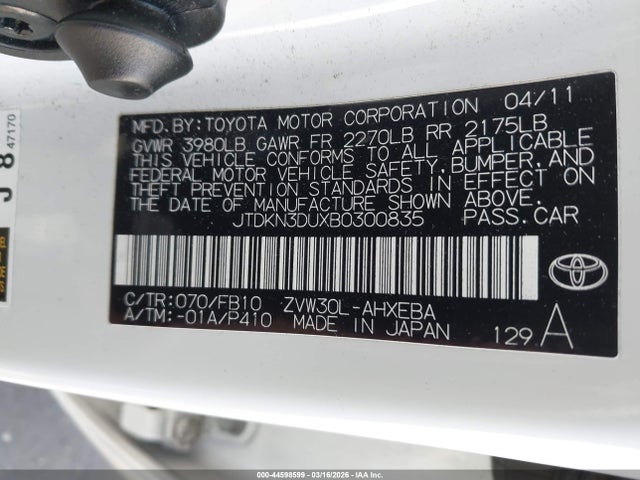 MFD. BY: TOYOTA MOTOR CORPORATION 04/11
GVWR 3980LB GAWR FR 2270LB RR 2175LB
THIS VEHICLE CONFORMS TO ALL APPLICABLE
FEDERAL MOTOR VEHICLE SAFETY, BUMPER, AND
THEFT PREVENTION STANDARDS IN EFFECT ON
THE DATE OF MANUFACTURE SHOWN ABOVE.
JTDKN3DUXB0300835 PASS. CAR
C/TR: 070/FB10 ZVW30L-AHXEBA
A/TM: -01A/P410 MADE IN JAPAN 129 A
TOYOTA
J 8
47170
000-44598599 | 03/16/2026 - IAA, Inc.